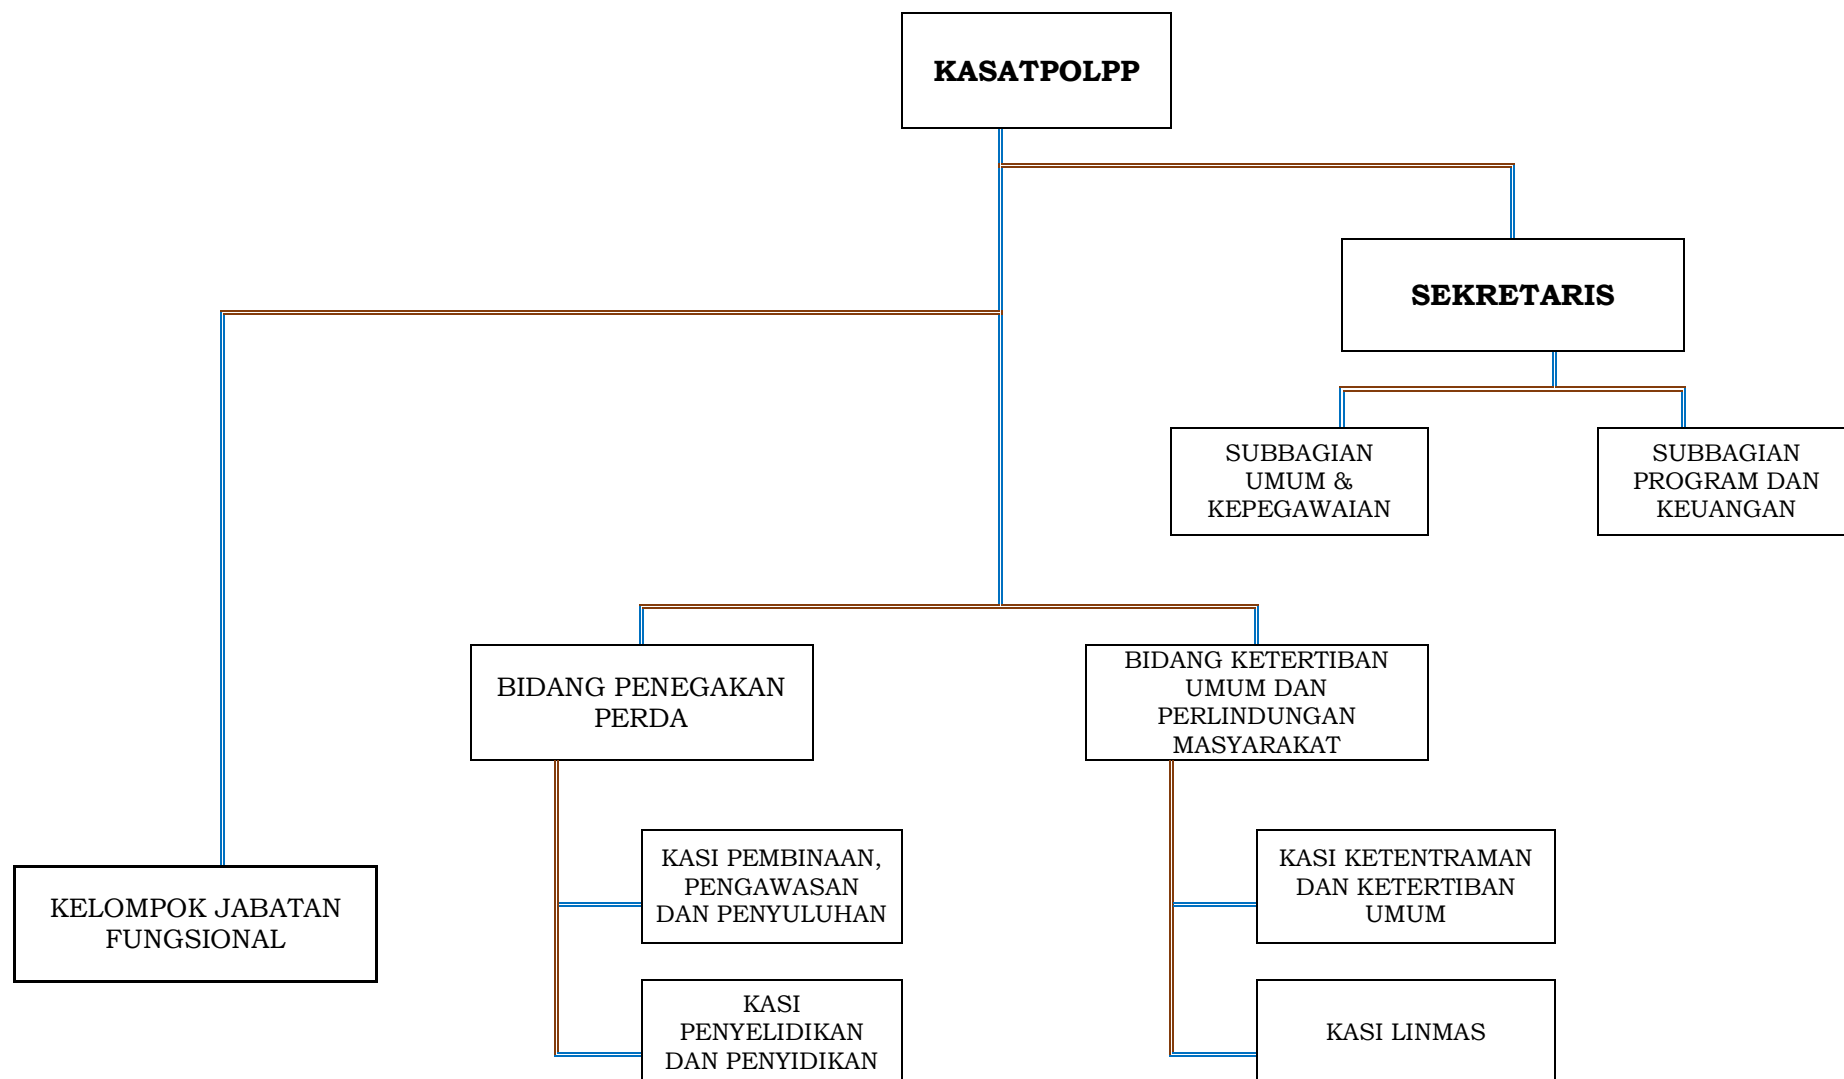 KASATPOLPP
SEKRETARIS
SUBBAGIAN
UMUM &
KEPEGAWAIAN
SUBBAGIAN
PROGRAM DAN
KEUANGAN
BIDANG PENEGAKAN
PERDA
BIDANG KETERTIBAN
UMUM DAN
PERLINDUNGAN
MASYARAKAT
KASI PEMBINAAN,
PENGAWASAN
DAN PENYULUHAN
KASI KETENTRAMAN
DAN KETERTIBAN
UMUM
KELOMPOK JABATAN
FUNGSIONAL
KASI
PENYELIDIKAN
DAN PENYIDIKAN
KASI LINMAS